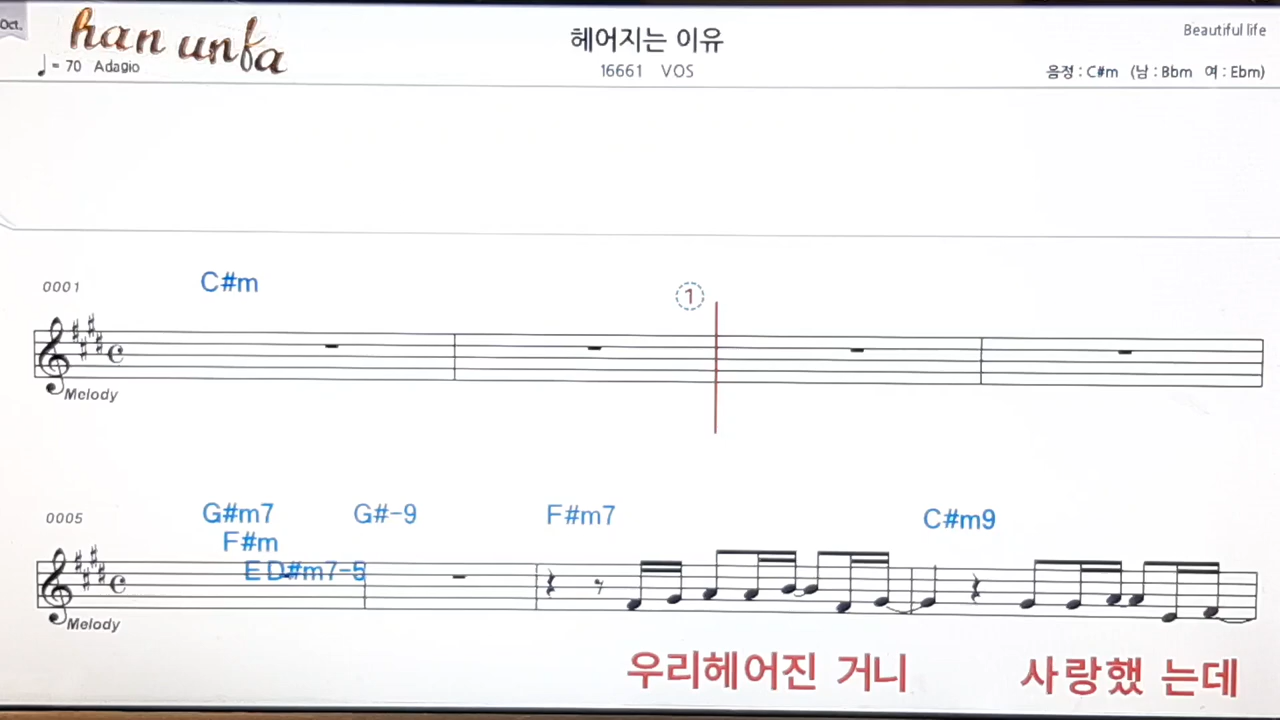 Oct.
han unfa
헤어지는 이유
Beautiful life
♩= 70 Adagio
16661 VOS
음정 : C#m (남 : Bbm 여 : Ebm)
0001
C#m
1
Melody
0005
G#m7
G#-9
F#m7
C#m9
F#m
E D#m7-5
Melody
우리헤어진 거니 사랑했 는데